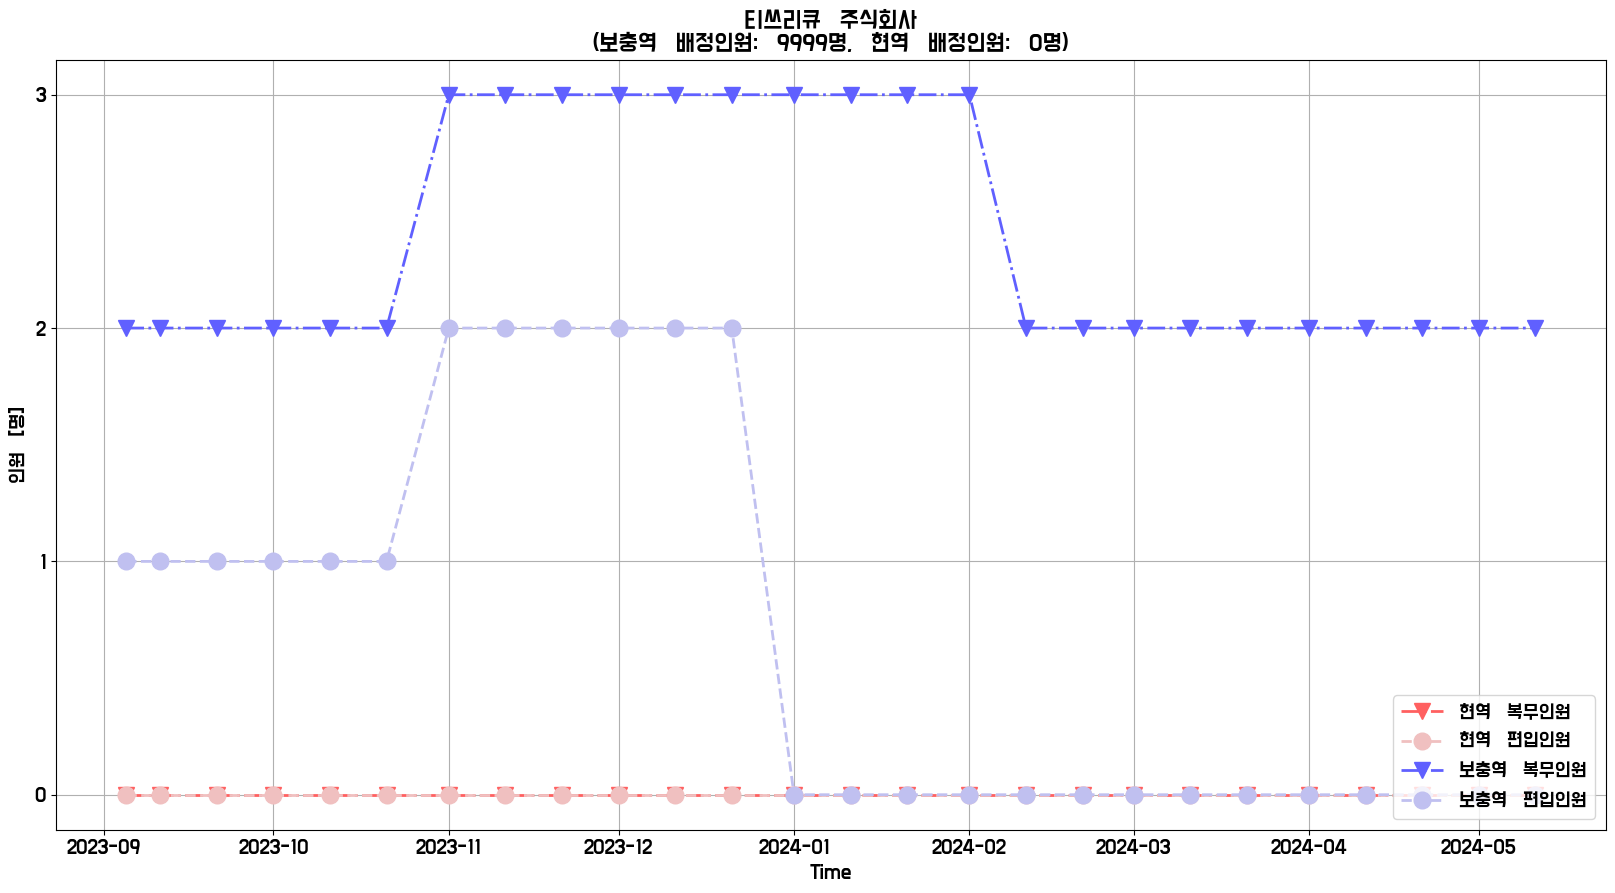 티쓰리큐 주식회사
(보충역 배정인원: 9999명, 현역 배정인원: 0명)
3
2
1
0
인원 [명]
현역 복무인원
현역 편입인원
보충역 복무인원
보충역 편입인원
2023-09 2023-10 2023-11 2023-12 2024-01 2024-02 2024-03 2024-04 2024-05
Time